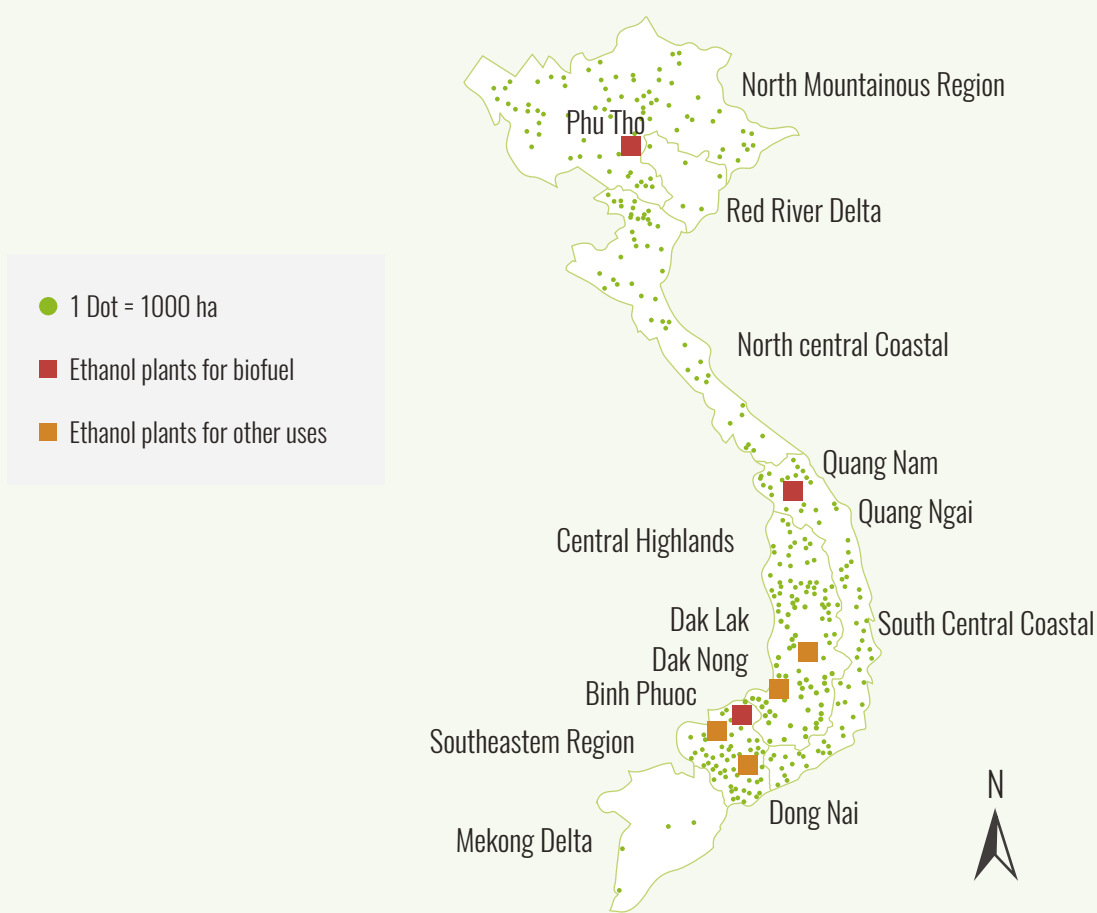 North Mountainous Region
Phu Tho
Red River Delta
1 Dot = 1000 ha
Ethanol plants for biofuel
Ethanol plants for other uses
North central Coastal
Quang Nam
Quang Ngai
Central Highlands
Dak Lak
South Central Coastal
Dak Nong
Binh Phuoc
Southeastem Region
Dong Nai
Mekong Delta
N